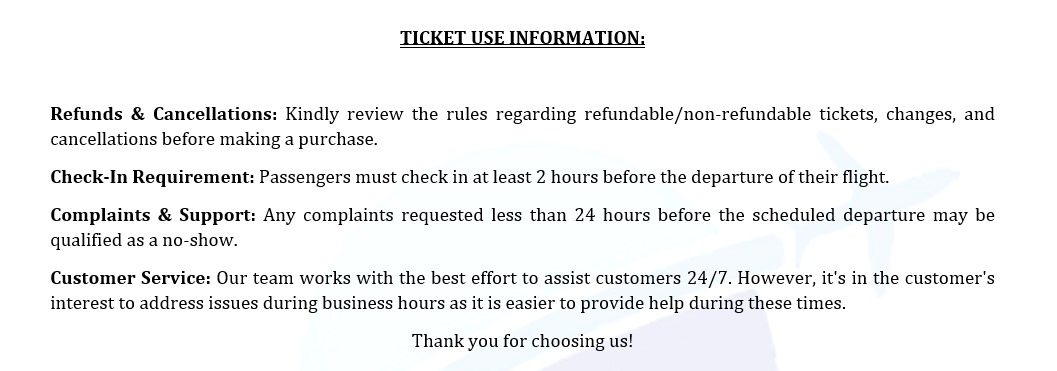 TICKET USE INFORMATION:
Refunds & Cancellations: Kindly review the rules regarding refundable/non-refundable tickets, changes, and
cancellations before making a purchase.
Check-In Requirement: Passengers must check in at least 2 hours before the departure of their flight.
Complaints & Support: Any complaints requested less than 24 hours before the scheduled departure may be
qualified as a no-show.
Customer Service: Our team works with the best effort to assist customers 24/7. However, it's in the customer's
interest to address issues during business hours as it is easier to provide help during these times.
Thank you for choosing us!